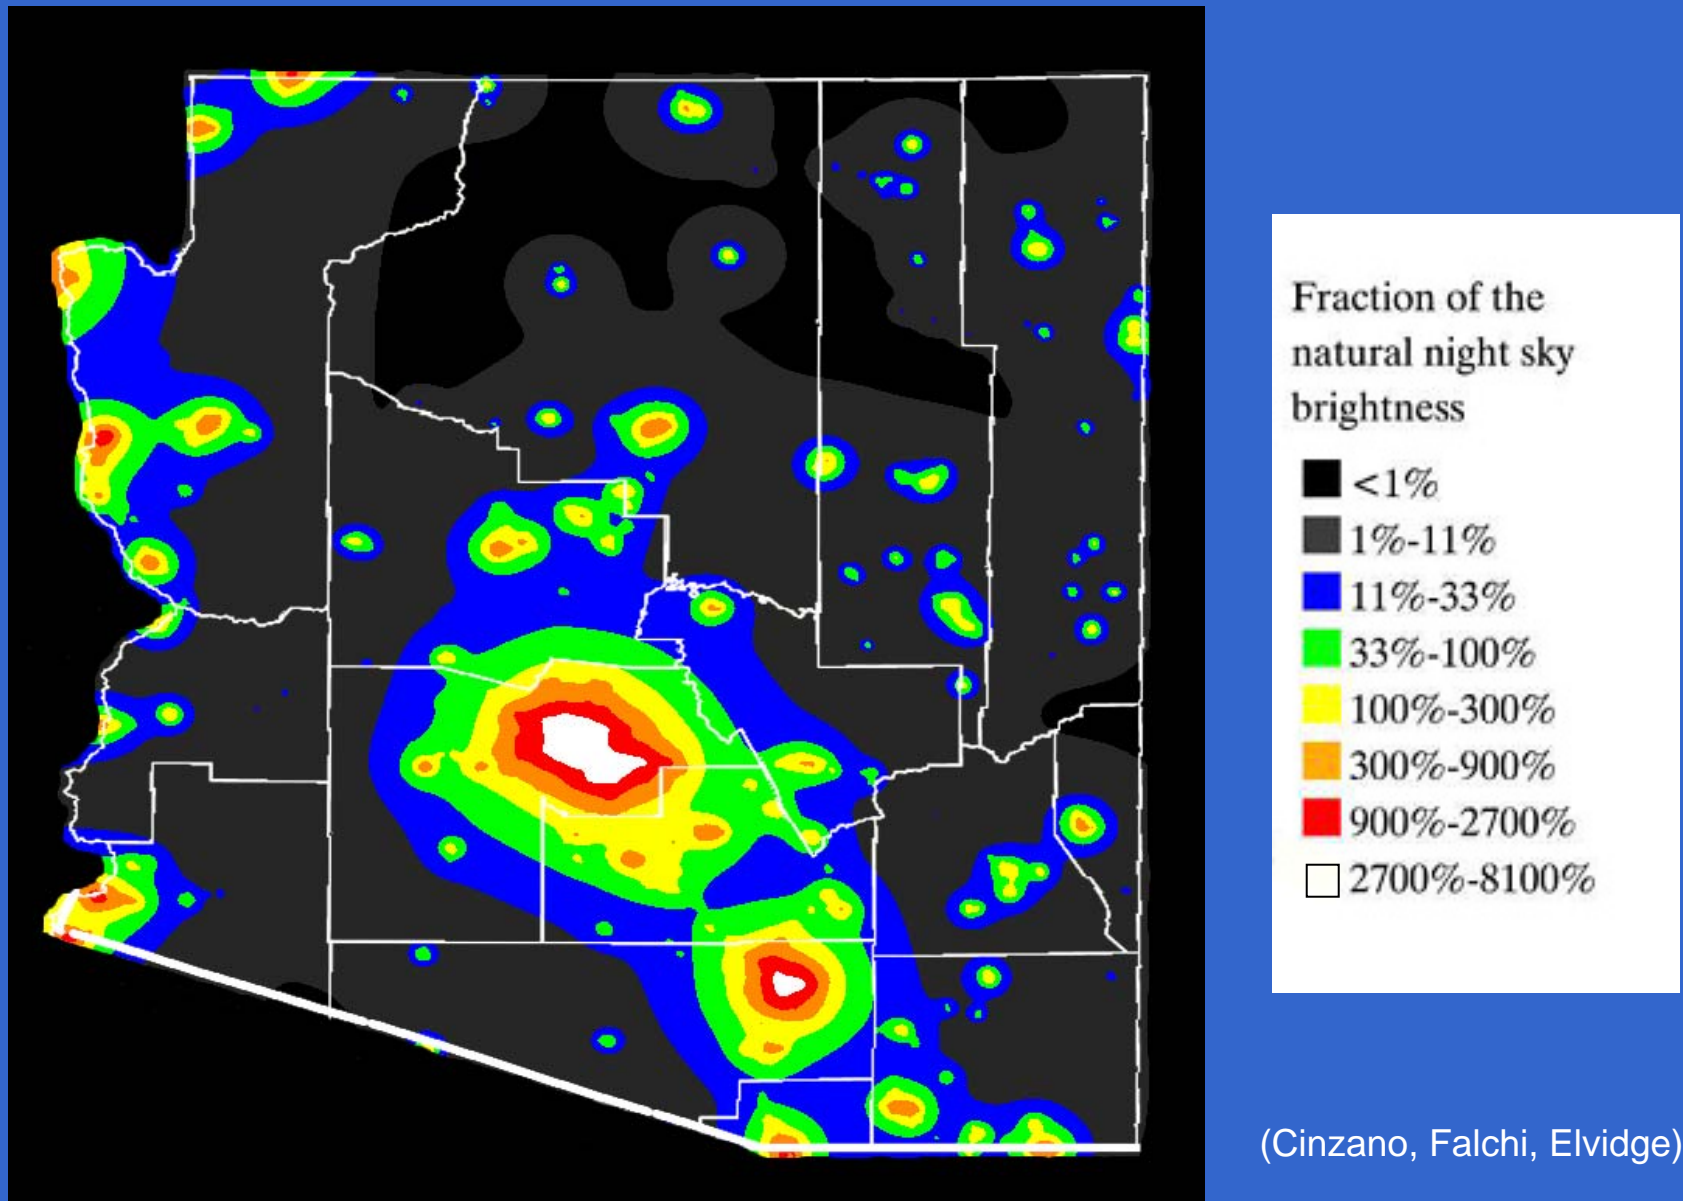 Fraction of the
natural night sky
brightness
<1%
1%-11%
11%-33%
33%-100%
100%-300%
300%-900%
900%-2700%
2700%-8100%
(Cinzano, Falchi, Elvidge)